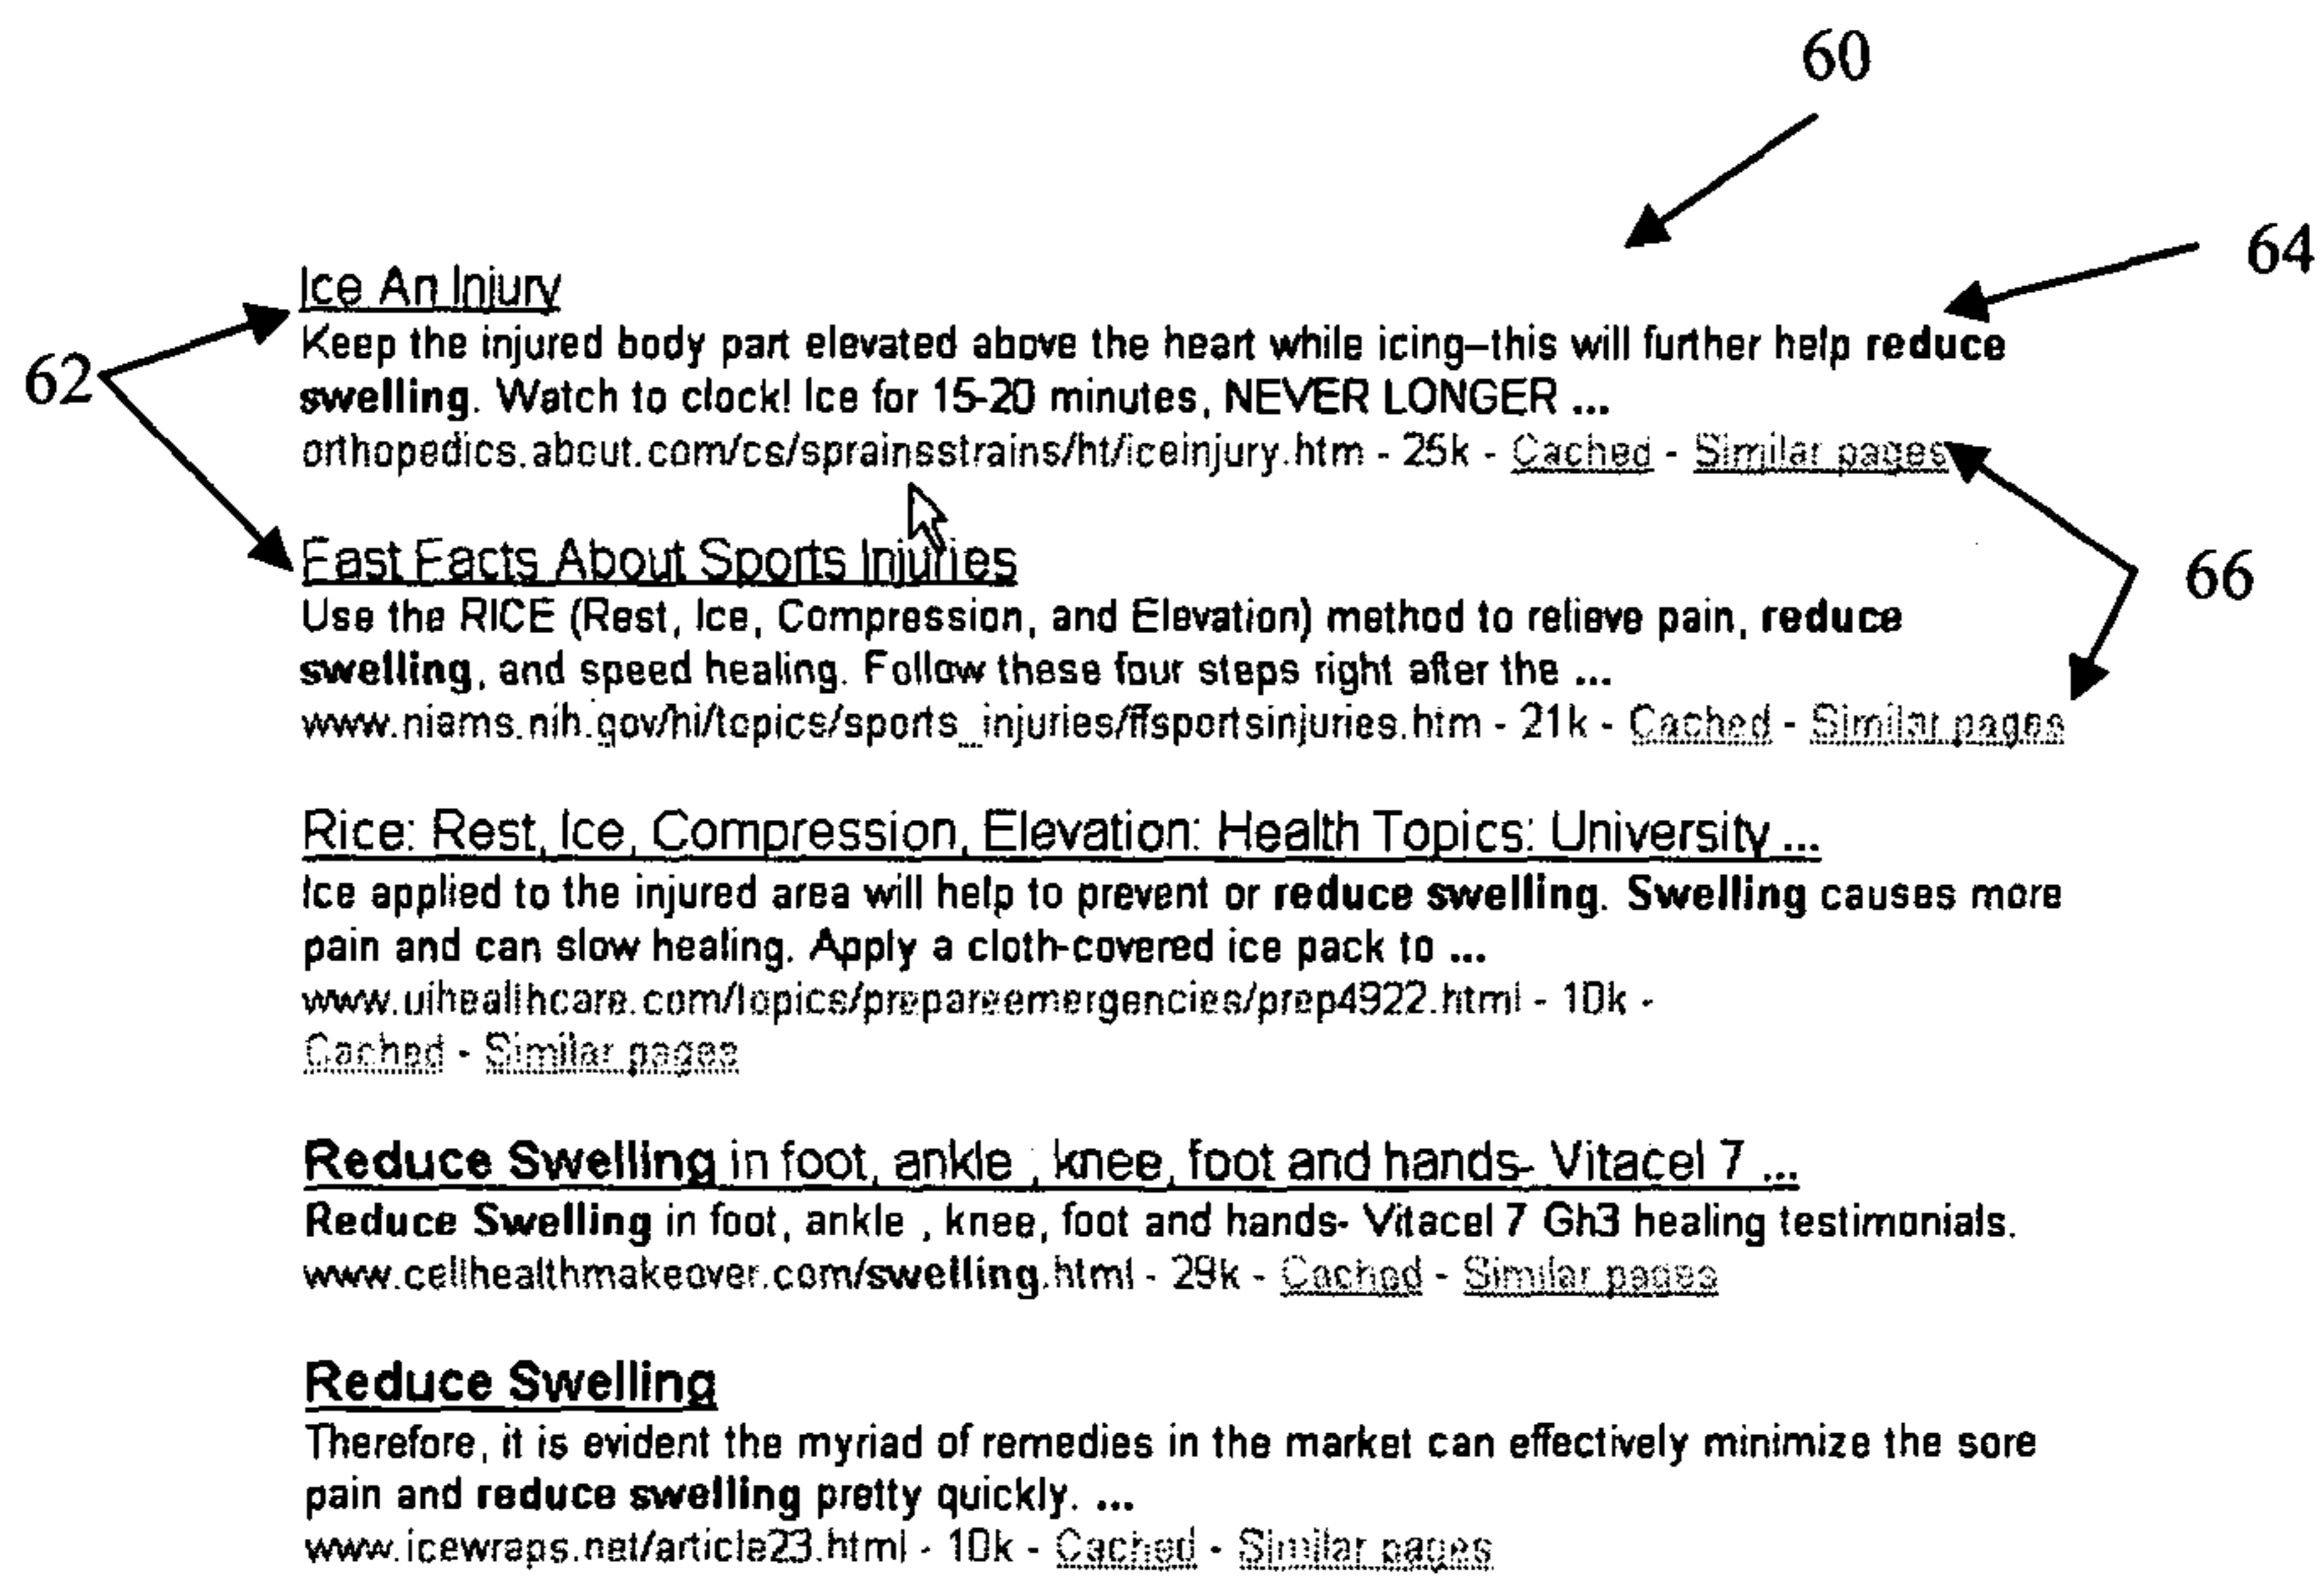 60
64
Ice An Injury
62
Keep the injured body part elevated above the heart while icing–this will further help reduce
swelling. Watch to clock! Ice for 15-20 minutes, NEVER LONGER ...
orthopedics.about.com/cs/sprainsstrains/ht/iceinjury.htm - 25k - Cached - Similar pages
Fast Facts About Sports Injuries
66
Use the RICE (Rest, Ice, Compression, and Elevation) method to relieve pain, reduce
swelling, and speed healing. Follow these four steps right after the ...
www.niams.nih.gov/hi/topics/sports_injuries/ffsportsinjuries.htm - 21k - Cached - Similar pages
Rice: Rest, Ice, Compression, Elevation: Health Topics: University ...
Ice applied to the injured area will help to prevent or reduce swelling. Swelling causes more
pain and can slow healing. Apply a cloth-covered ice pack to ...
www.uihealthcare.com/topics/prepareemergencies/prep4922.html - 10k -
Cached - Similar pages
Reduce Swelling in foot, ankle , knee, foot and hands- Vitacel 7 ...
Reduce Swelling in foot, ankle , knee, foot and hands- Vitacel 7 Gh3 healing testimonials.
www.cellhealthmakeover.com/swelling.html - 29k - Cached - Similar pages
Reduce Swelling
Therefore, it is evident the myriad of remedies in the market can effectively minimize the sore
pain and reduce swelling pretty quickly. ...
www.icewraps.net/article23.html - 10k - Cached - Similar pages